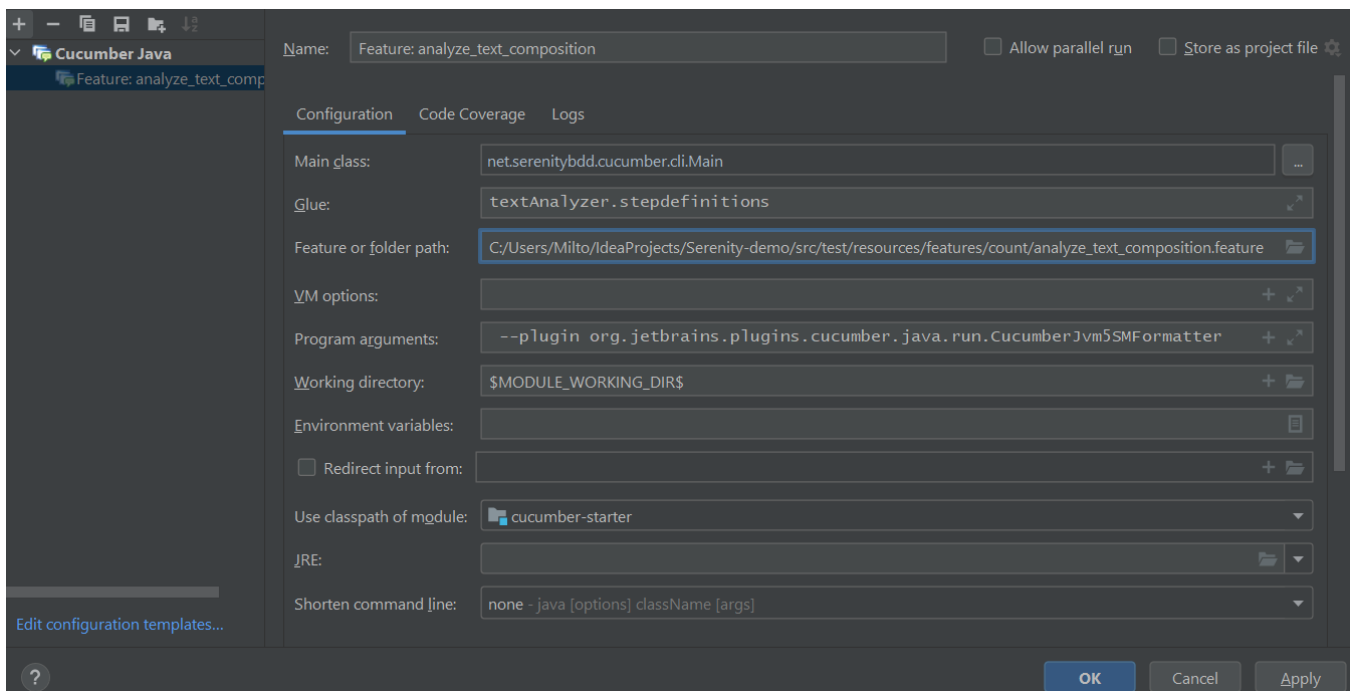 Cucumber Java
Feature: analyze_text_comp
Edit configuration templates...
?
Name: Feature: analyze_text_composition Allow parallel run Store as project file
Configuration Code Coverage Logs
Main class: net.serenitybdd.cucumber.cli.Main ...
Glue: textAnalyzer.stepdefinitions
Feature or folder path: C:/Users/Milto/IdeaProjects/Serenity-demo/src/test/resources/features/count/analyze_text_composition.feature
VM options:
Program arguments: --plugin org.jetbrains.plugins.cucumber.java.run.CucumberJvm5SMFormatter
Working directory: $MODULE_WORKING_DIR$
Environment variables:
Redirect input from:
Use classpath of module: cucumber-starter
JRE:
Shorten command line: none - java [options] className [args]
OK Cancel Apply